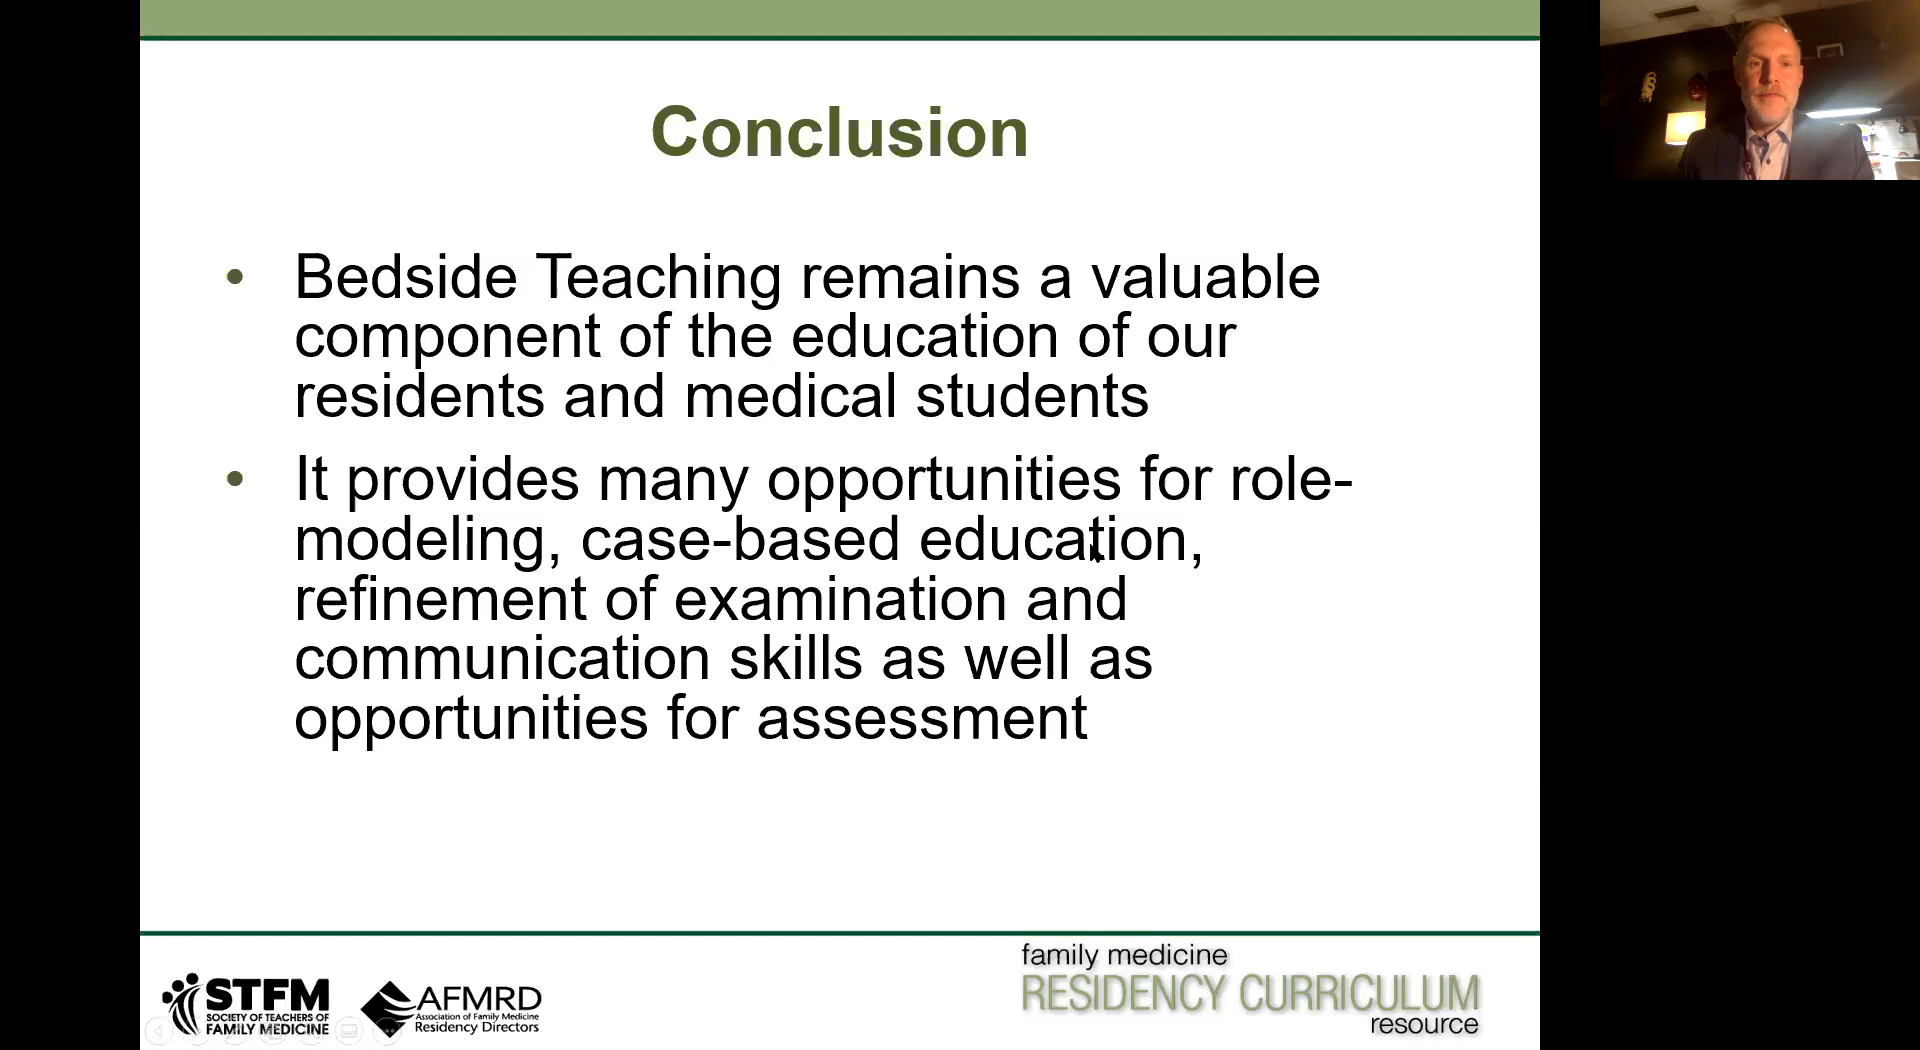 Conclusion
• Bedside Teaching remains a valuable
component of the education of our
residents and medical students
• It provides many opportunities for role-
modeling, case-based education,
refinement of examination and
communication skills as well as
opportunities for assessment
STFM
SOCIETY OF TEACHERS OF
FAMILY MEDICINE
AFMRD
Association of Family Medicine
Residency Directors
family medicine
RESIDENCY CURRICULUM
resource